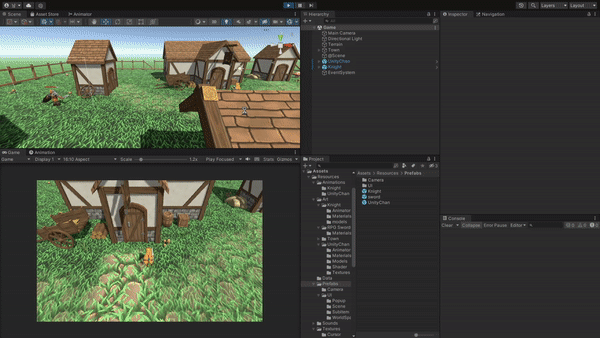 Scene
Asset Store
Animator
Hierarchy
Inspector
Navigation
Layers
Layout
All
Game
Main Camera
Directional Light
Terrain
Town
@Scene
UnityChan
Knight
EventSystem
Game
Animation
Game
Display 1
16:10 Aspect
Scale
1.2x
Play Focused
Stats
Gizmos
Project
Assets
Resources
Animations
Knight
UnityChan
Art
Knight
Animator
Materials
models
RPG Sword
Materials
Town
UnityChan
Animator
Materials
Models
Shader
Textures
Data
Prefabs
Camera
UI
Popup
Scene
SubItem
WorldSpa
Sounds
Textures
Cursor
Assets > Resources > Prefabs
Camera
UI
Knight
sword
UnityChan
Console
Clear
Collapse
Error Pause
Editor